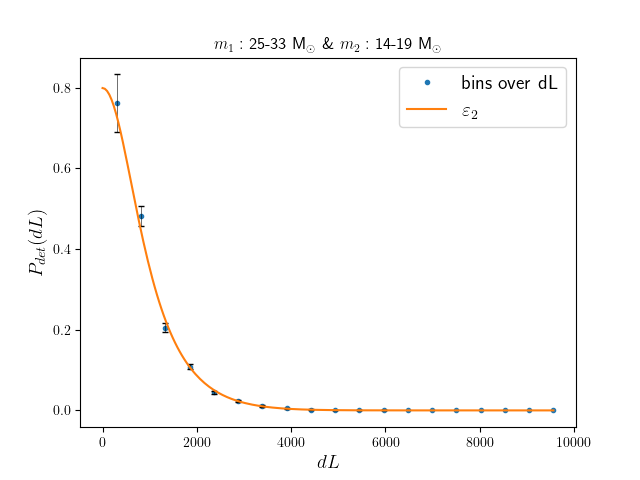 m₁ : 25-33 M⊙ & m₂ : 14-19 M⊙
bins over dL
ε₂
P_det(dL)
0.8
0.6
0.4
0.2
0.0
0 2000 4000 6000 8000 10000
dL